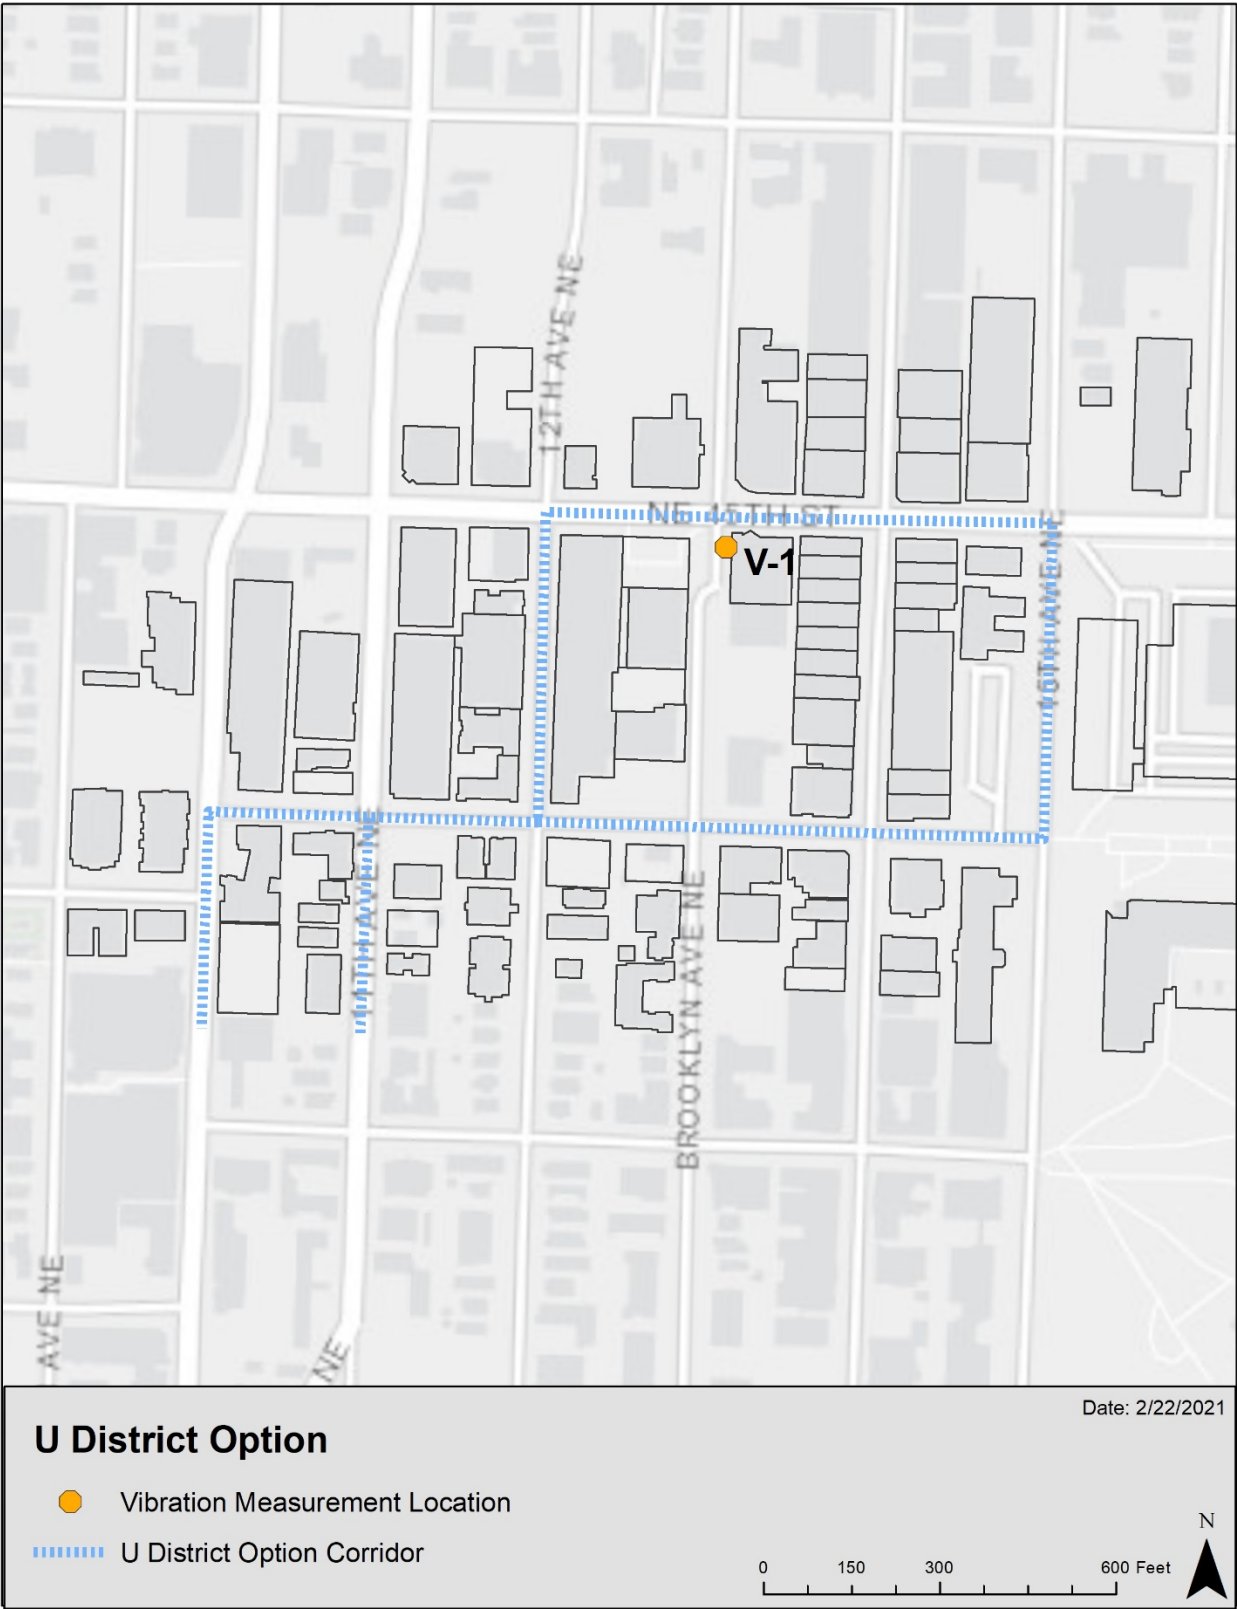 12TH AVE NE
NE 45TH ST
V-1
15TH AVE NE
11TH AVE NE
BROOKLYN AVE NE
AVE NE
NE
Date: 2/22/2021
U District Option
Vibration Measurement Location
U District Option Corridor
0 150 300 600 Feet
N